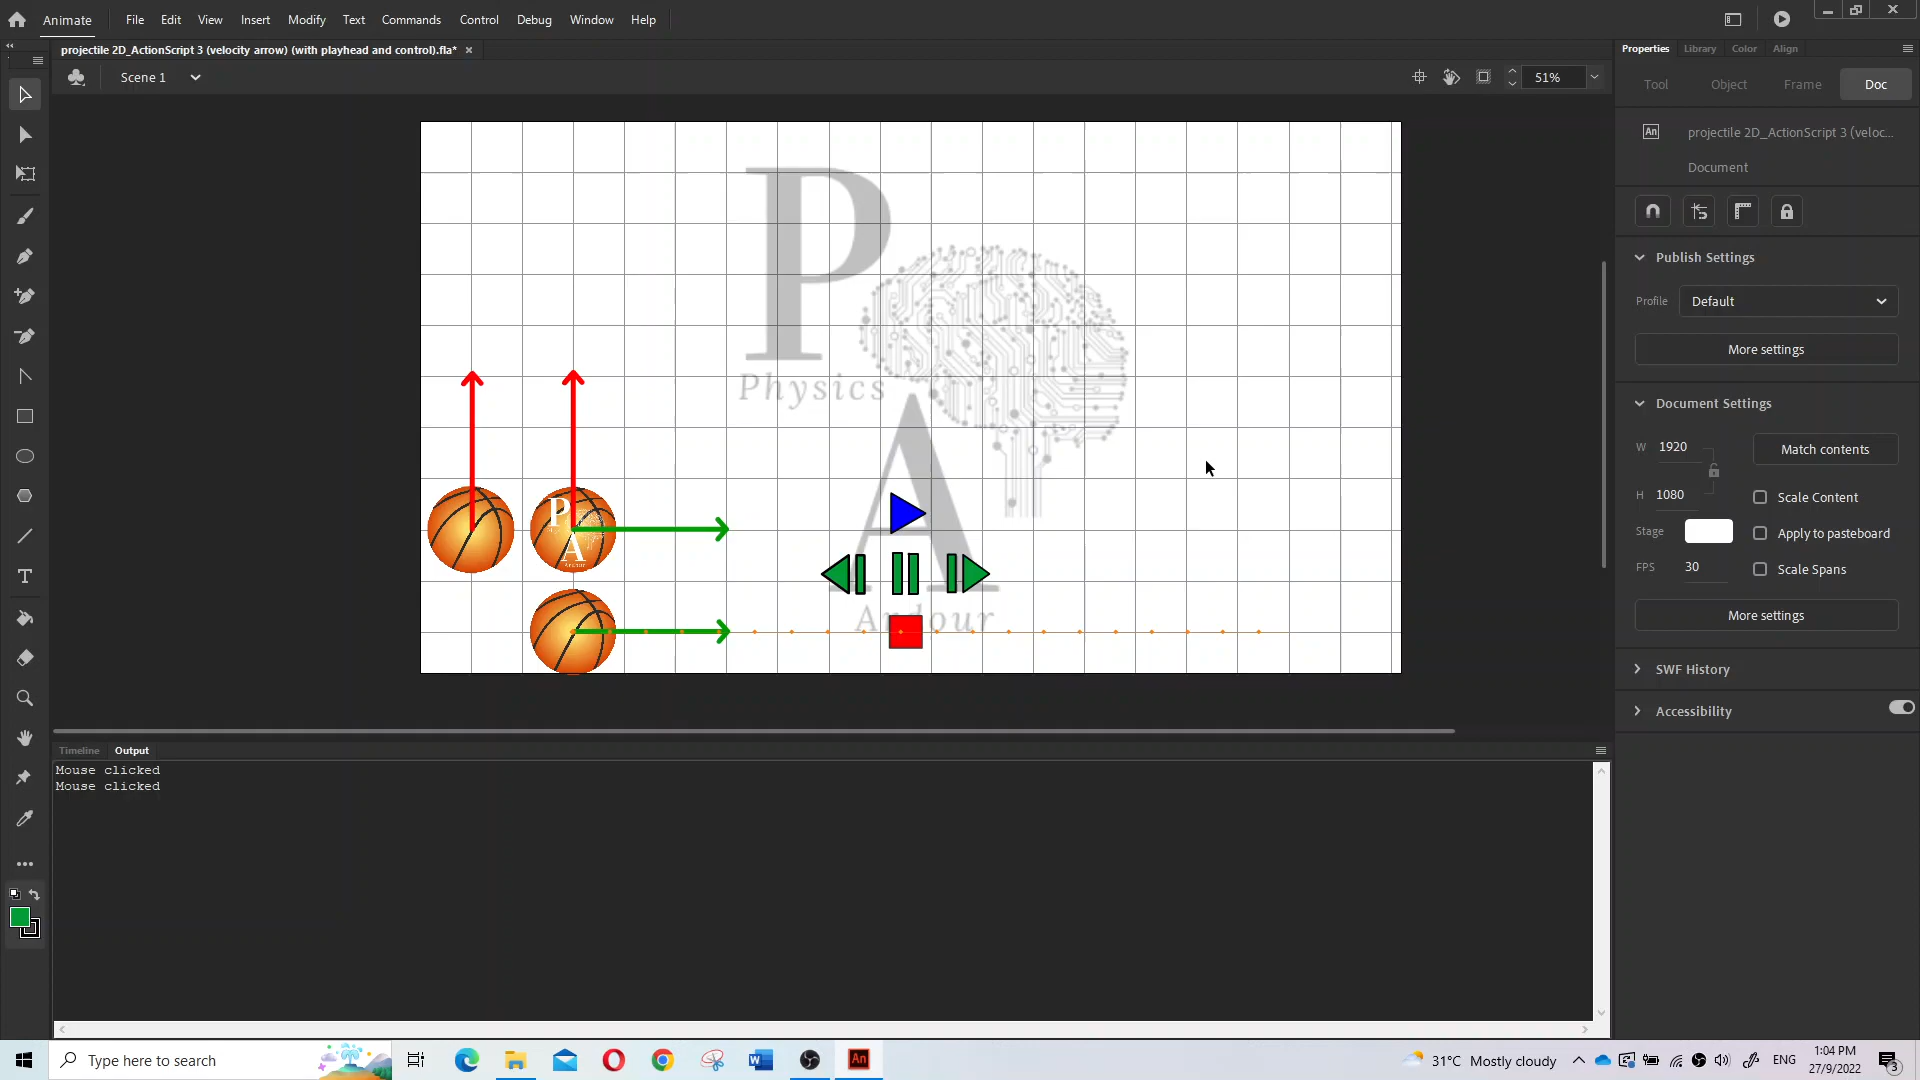 Animate File Edit View Insert Modify Text Commands Control Debug Window Help
projectile 2D_ActionScript 3 (velocity arrow) (with playhead and control).fla* ×
Scene 1
51%
P
Physics
A
Andour
P
A
Timeline Output
Mouse clicked
Mouse clicked
Properties Library Color Align
Tool Object Frame Doc
An projectile 2D_ActionScript 3 (veloc...
Document
Publish Settings
Profile Default
More settings
Document Settings
W 1920 Match contents
H 1080 Scale Content
Stage Apply to pasteboard
FPS 30 Scale Spans
More settings
SWF History
Accessibility
Type here to search
An
31°C Mostly cloudy
ENG
1:04 PM
27/9/2022
3